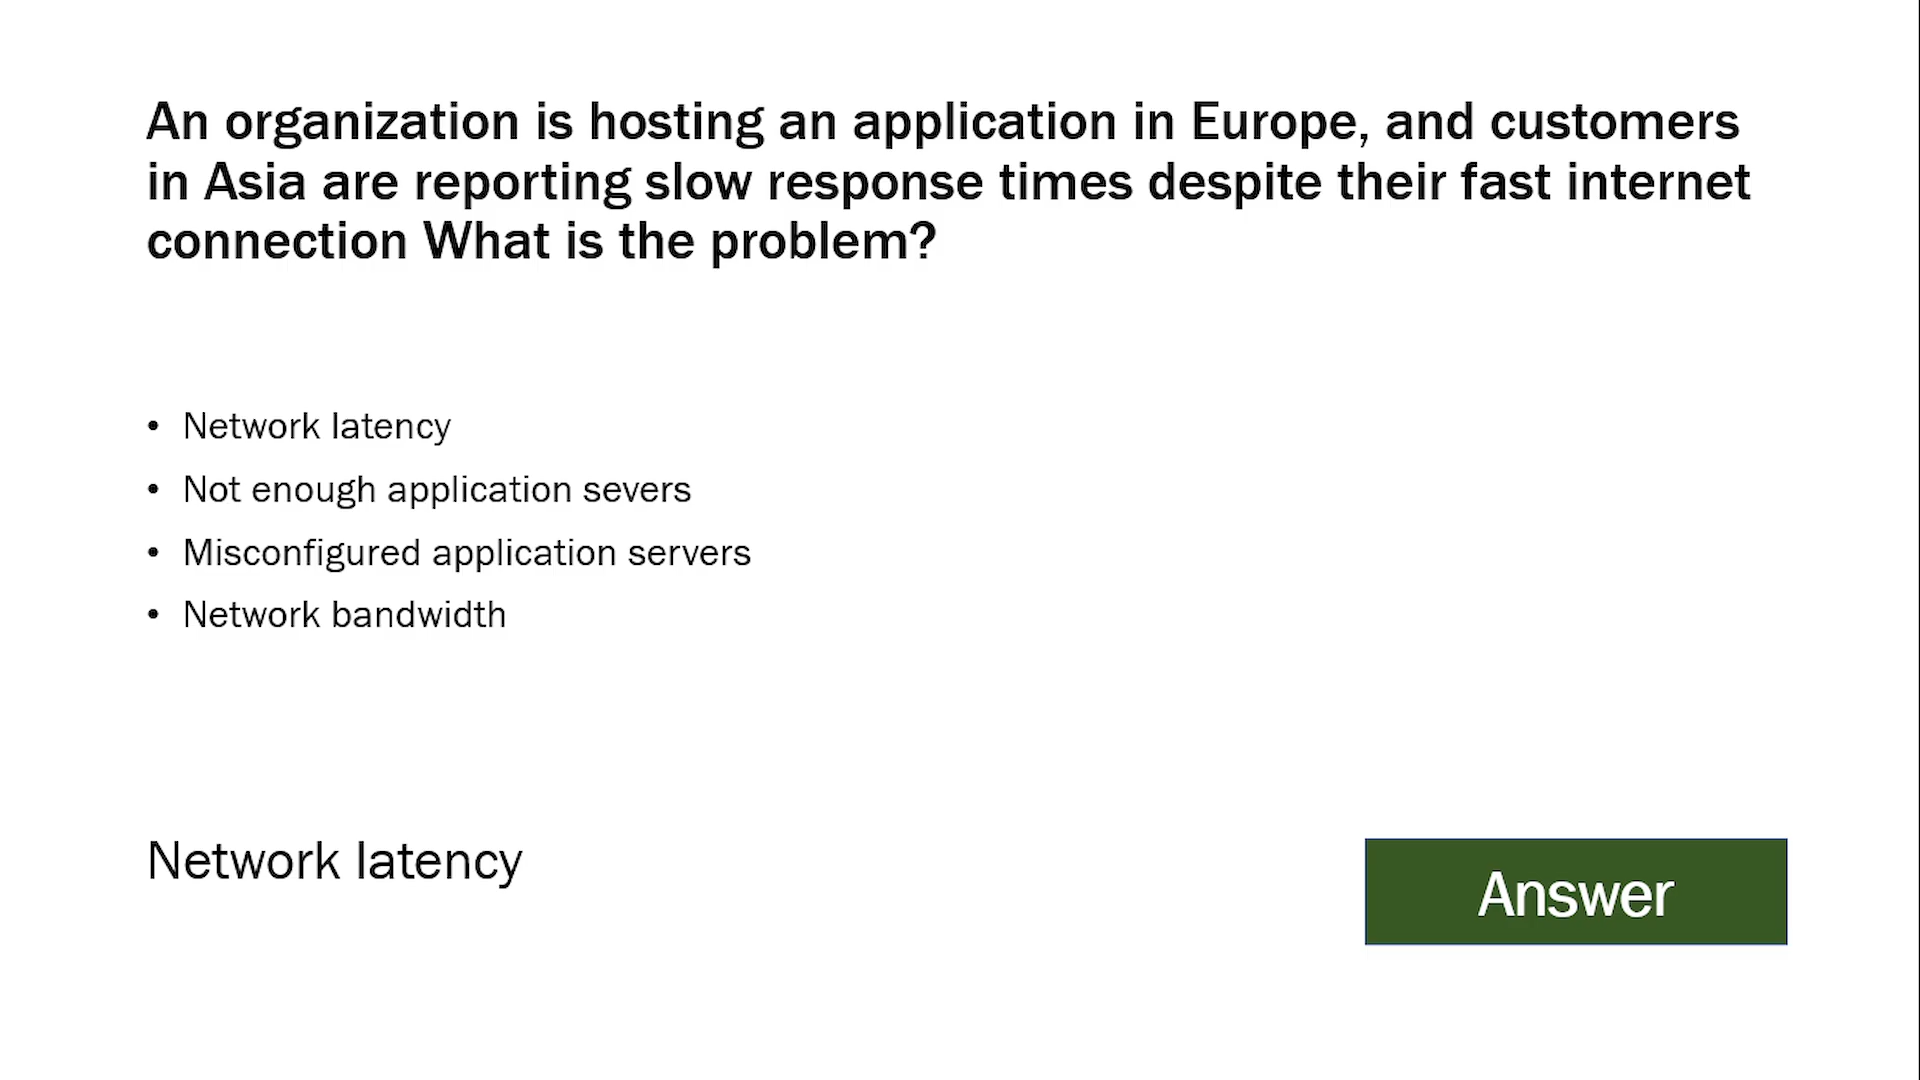 An organization is hosting an application in Europe, and customers
in Asia are reporting slow response times despite their fast internet
connection What is the problem?
• Network latency
• Not enough application severs
• Misconfigured application servers
• Network bandwidth
Network latency
Answer